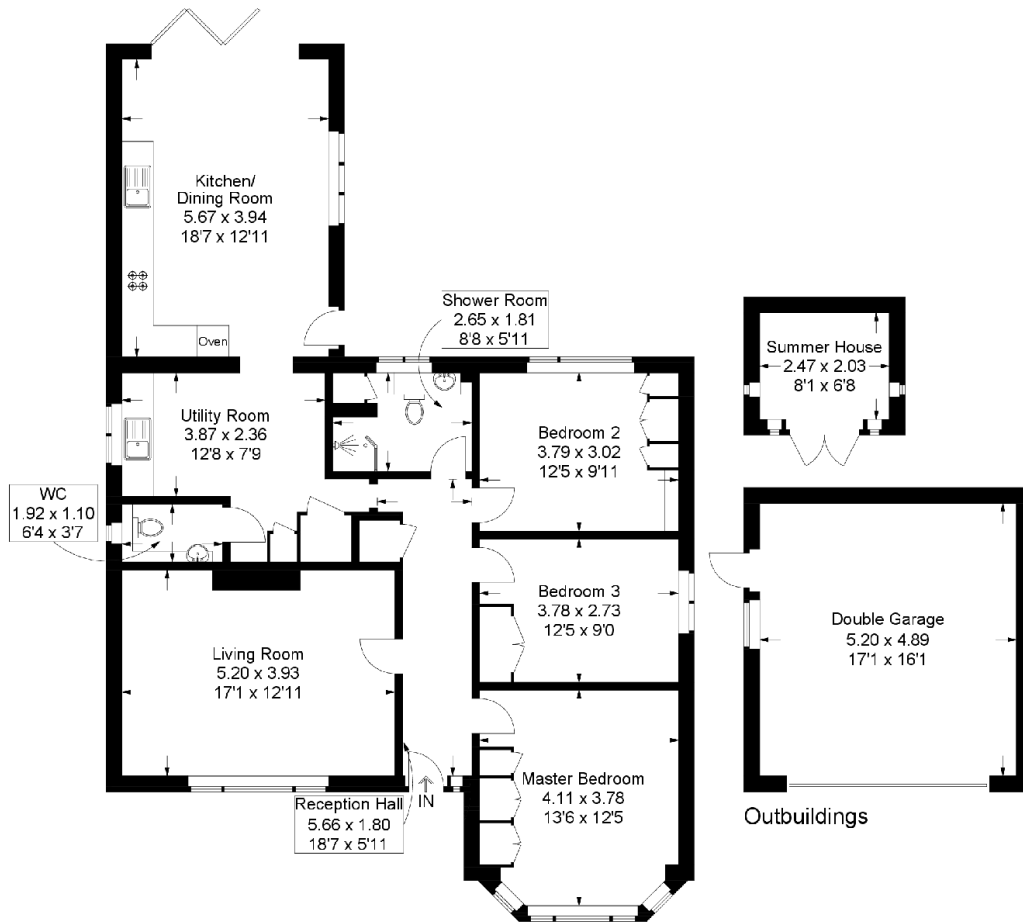 Kitchen/
Dining Room
5.67 x 3.94
18'7 x 12'11
Oven
Shower Room
2.65 x 1.81
8'8 x 5'11
Summer House
2.47 x 2.03
8'1 x 6'8
Utility Room
3.87 x 2.36
12'8 x 7'9
Bedroom 2
3.79 x 3.02
12'5 x 9'11
WC
1.92 x 1.10
6'4 x 3'7
Bedroom 3
3.78 x 2.73
12'5 x 9'0
Double Garage
5.20 x 4.89
17'1 x 16'1
Living Room
5.20 x 3.93
17'1 x 12'11
Master Bedroom
4.11 x 3.78
13'6 x 12'5
IN
Reception Hall
5.66 x 1.80
18'7 x 5'11
Outbuildings